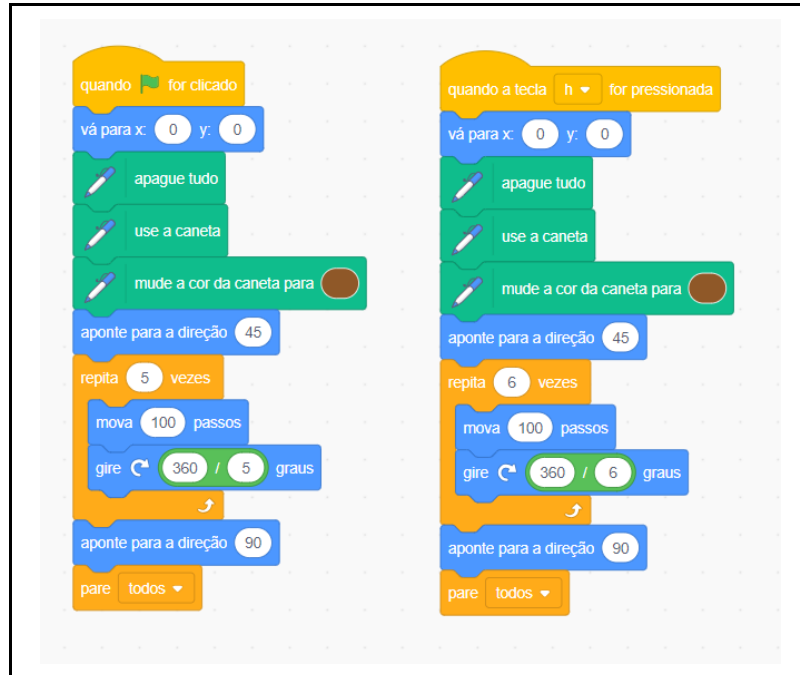 quando for clicado
vá para x: 0 y: 0
apague tudo
use a caneta
mude a cor da caneta para
aponte para a direção 45
repita 5 vezes
mova 100 passos
gire 360 / 5 graus
aponte para a direção 90
pare todos
quando a tecla h for pressionada
vá para x: 0 y: 0
apague tudo
use a caneta
mude a cor da caneta para
aponte para a direção 45
repita 6 vezes
mova 100 passos
gire 360 / 6 graus
aponte para a direção 90
pare todos